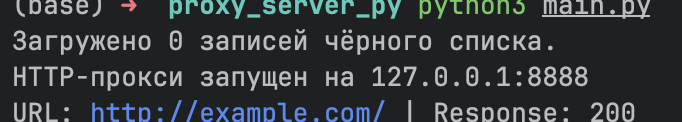 (base) ➜ proxy_server_py python3 main.py
Загружено 0 записей чёрного списка.
HTTP-прокси запущен на 127.0.0.1:8888
URL: http://example.com/ | Response: 200